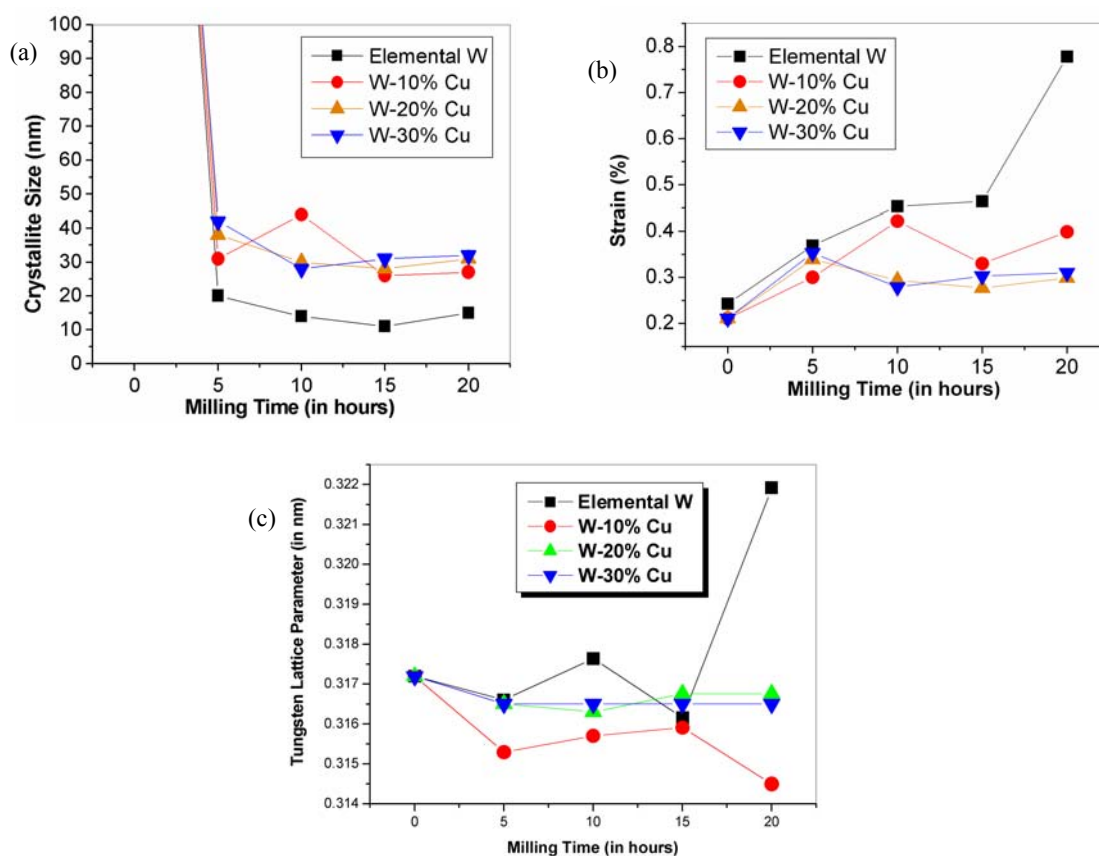 (a)
100
90
80
70
60
50
40
30
20
10
0
Crystallite Size (nm)
Elemental W
W-10% Cu
W-20% Cu
W-30% Cu
0 5 10 15 20
Milling Time (in hours)
(b)
0.8
0.7
0.6
0.5
0.4
0.3
0.2
Strain (%)
Elemental W
W-10% Cu
W-20% Cu
W-30% Cu
0 5 10 15 20
Milling Time (in hours)
(c)
0.322
0.321
0.320
0.319
0.318
0.317
0.316
0.315
0.314
Tungsten Lattice Parameter (in nm)
Elemental W
W-10% Cu
W-20% Cu
W-30% Cu
0 5 10 15 20
Milling Time (in hours)